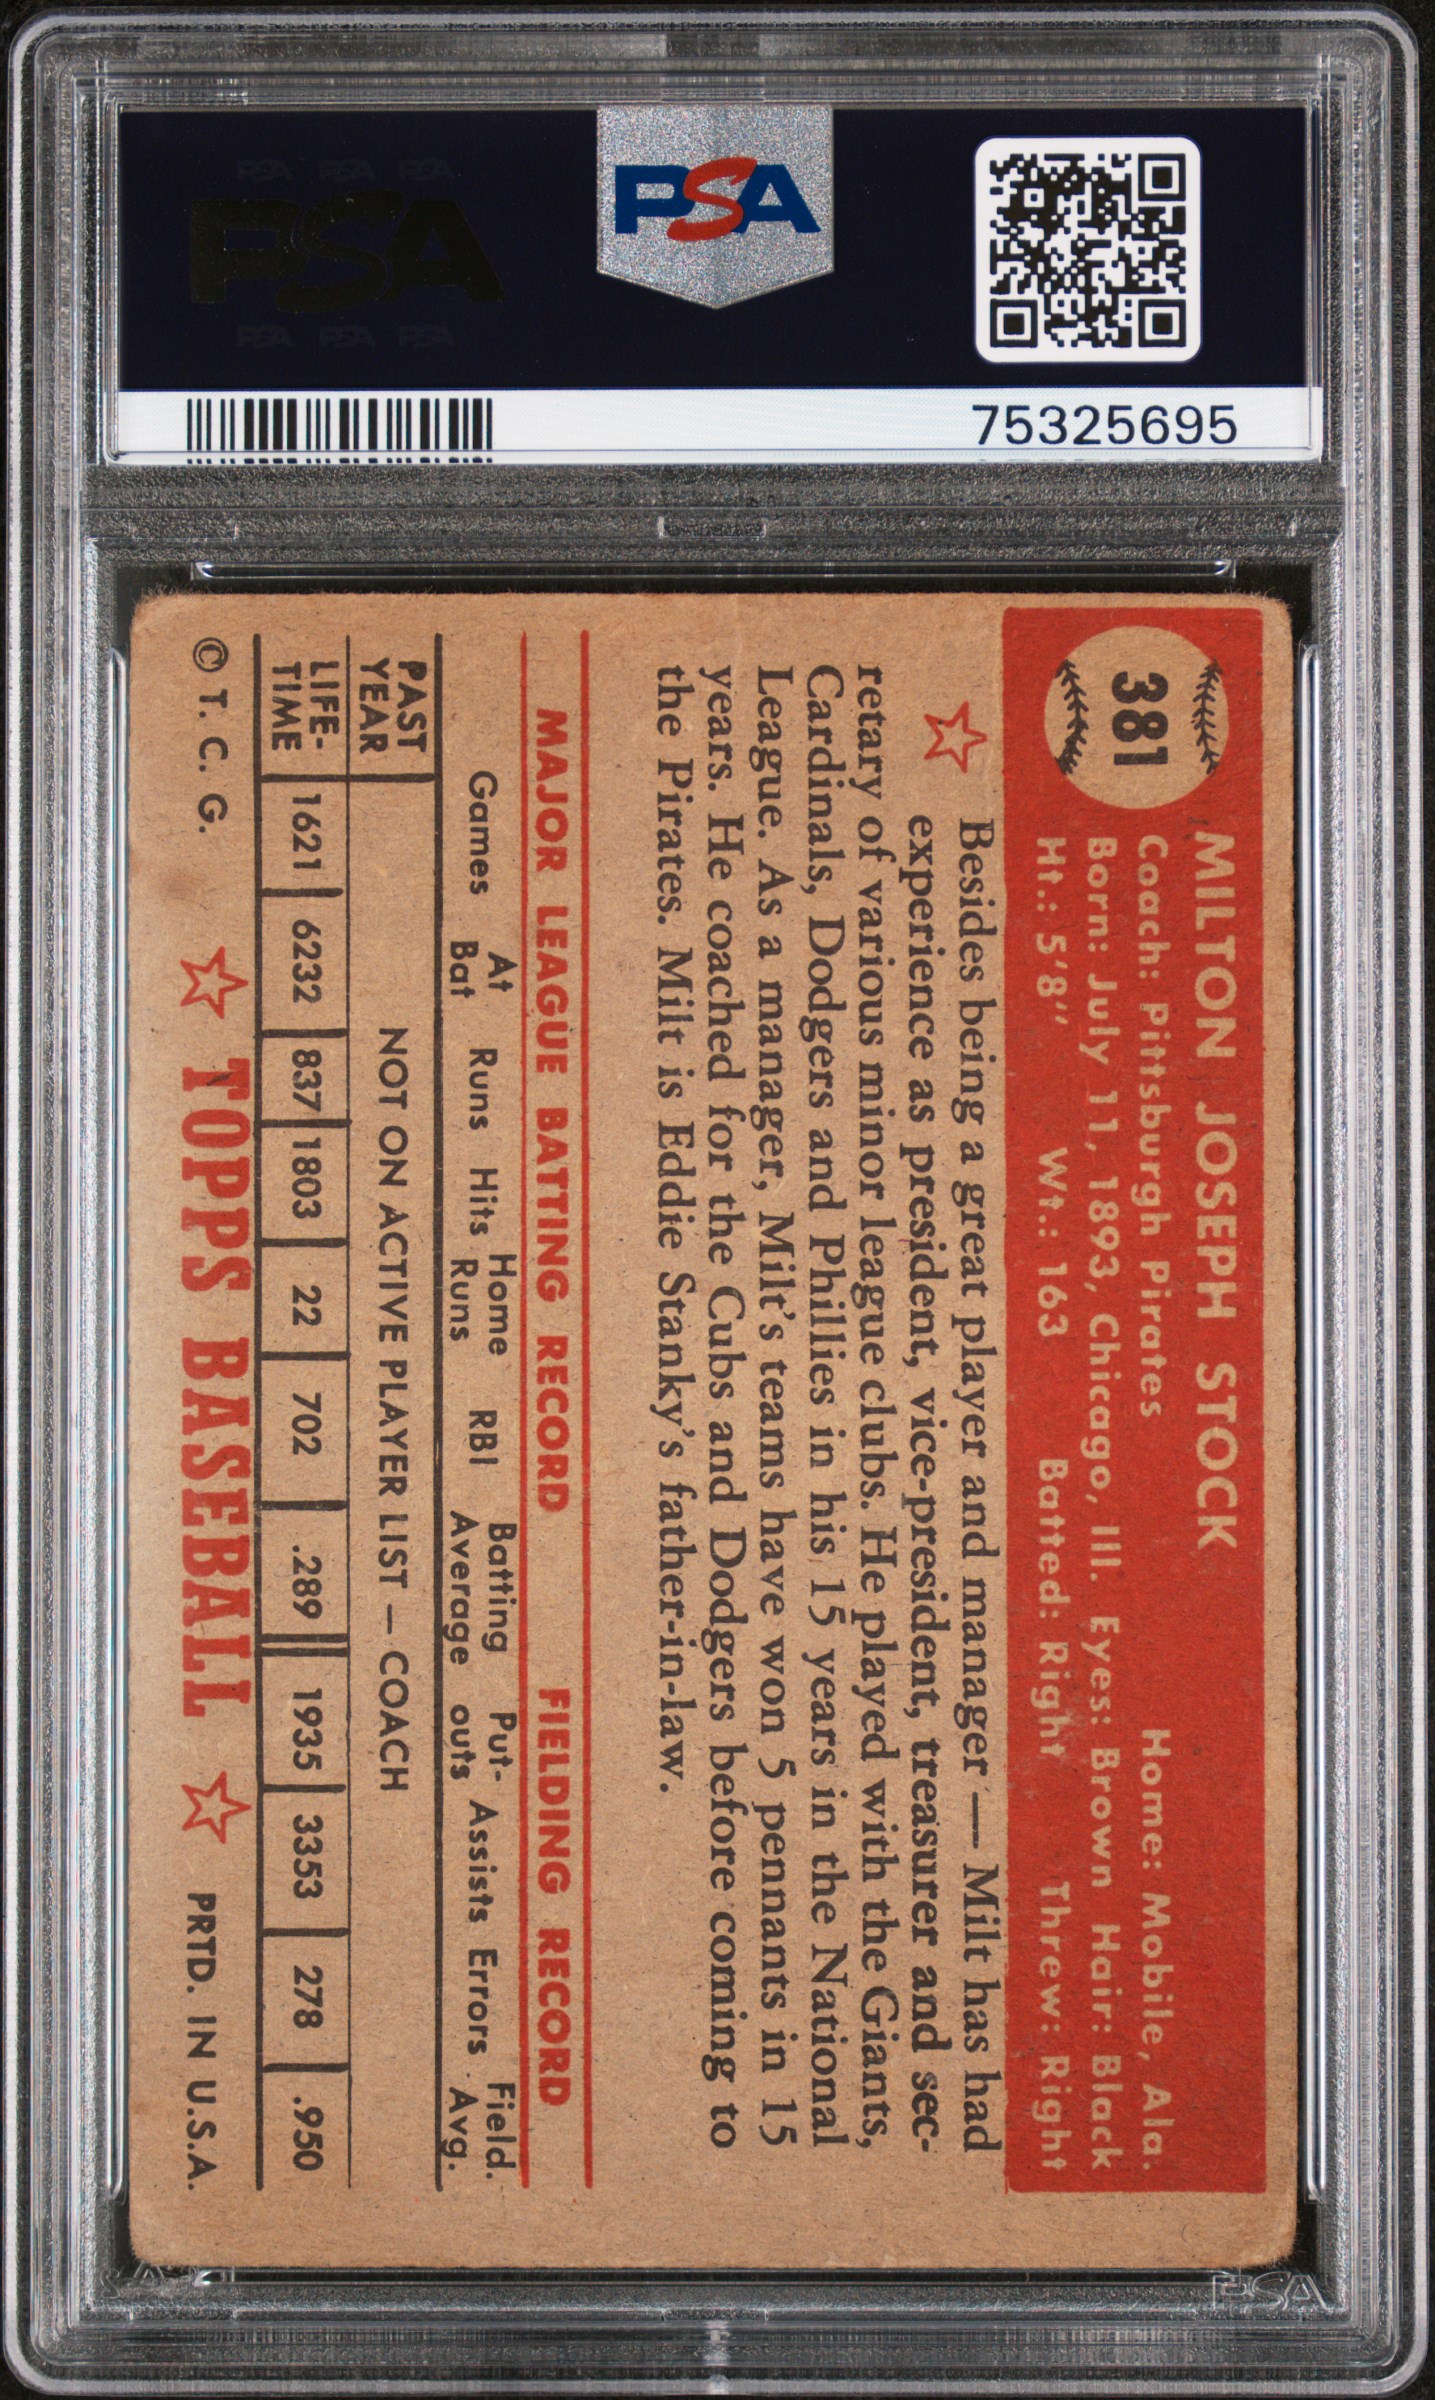 PSA PSA PSA
PSA
PSA PSA PSA
PSA
75325695
381
MILTON JOSEPH STOCK
Coach: Pittsburgh Pirates Home: Mobile, Ala.
Born: July 11, 1893, Chicago, Ill. Eyes: Brown Hair: Black
Ht.: 5'8" Wt.: 163 Batted: Right Threw: Right
Besides being a great player and manager — Milt has had
experience as president, vice-president, treasurer and sec-
retary of various minor league clubs. He played with the Giants,
Cardinals, Dodgers and Phillies in his 15 years in the National
League. As a manager, Milt's teams have won 5 pennants in 15
years. He coached for the Cubs and Dodgers before coming to
the Pirates. Milt is Eddie Stanky's father-in-law.
MAJOR LEAGUE BATTING RECORD FIELDING RECORD
Games At Bat Runs Hits Home Runs RBI Batting Average Put-outs Assists Errors Field. Avg.
PAST YEAR NOT ON ACTIVE PLAYER LIST — COACH
LIFE-TIME 1621 6232 837 1803 22 702 .289 1935 3353 278 .950
© T. C. G. TOPPS BASEBALL PRTD. IN U.S.A.
PSA